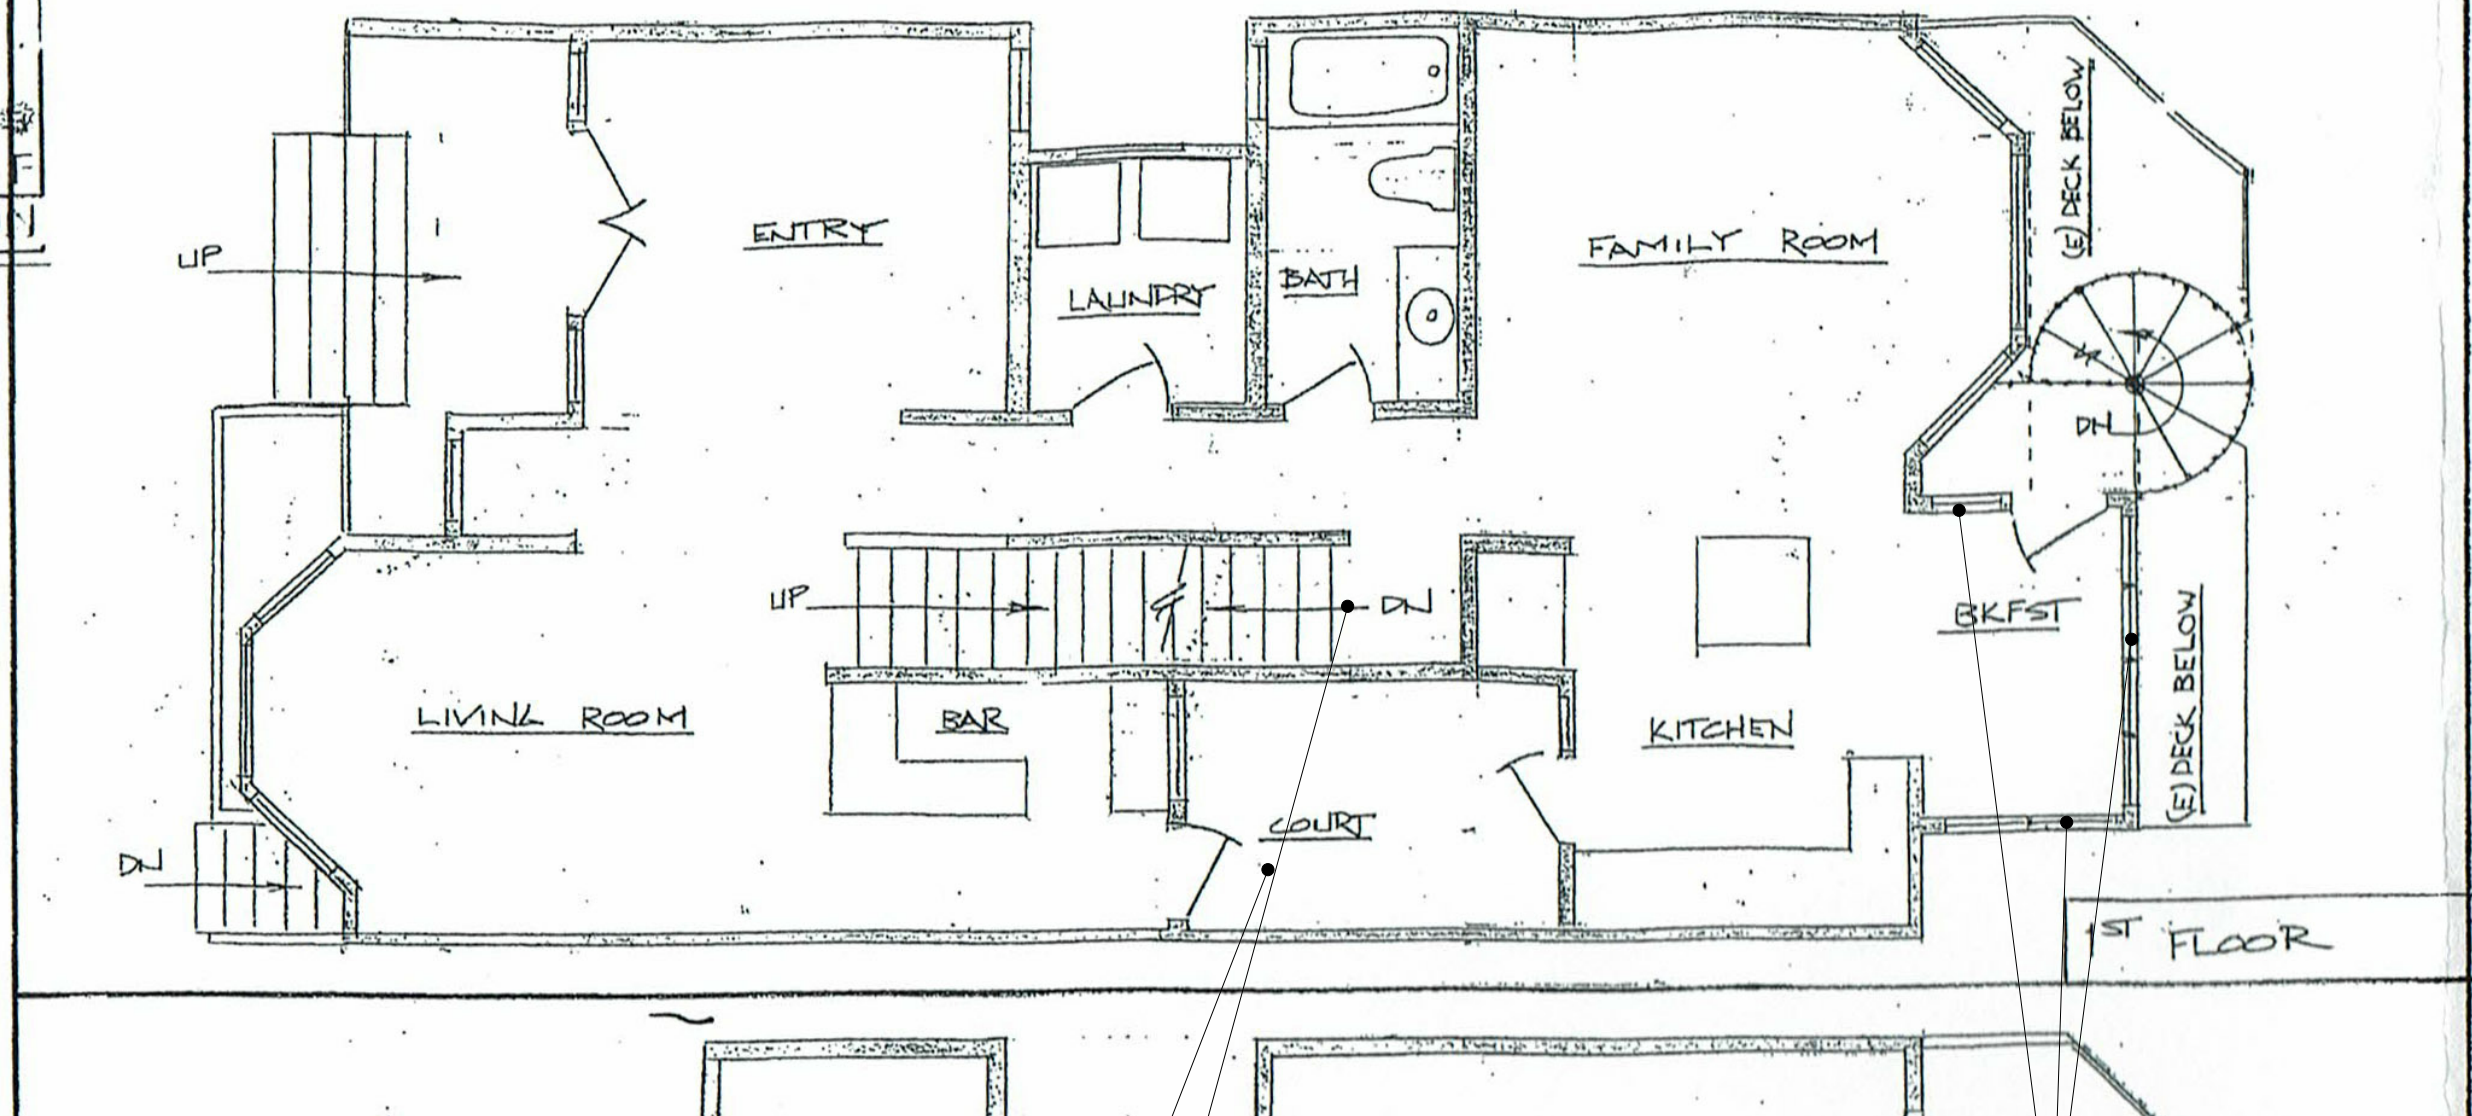 (E) DECK BELOW
UP
ENTRY
FAMILY ROOM
BATH
LAUNDRY
DN
UP
DN
BKFST
LIVING ROOM
BAR
KITCHEN
(E) DECK BELOW
COURT
DN
1ST FLOOR